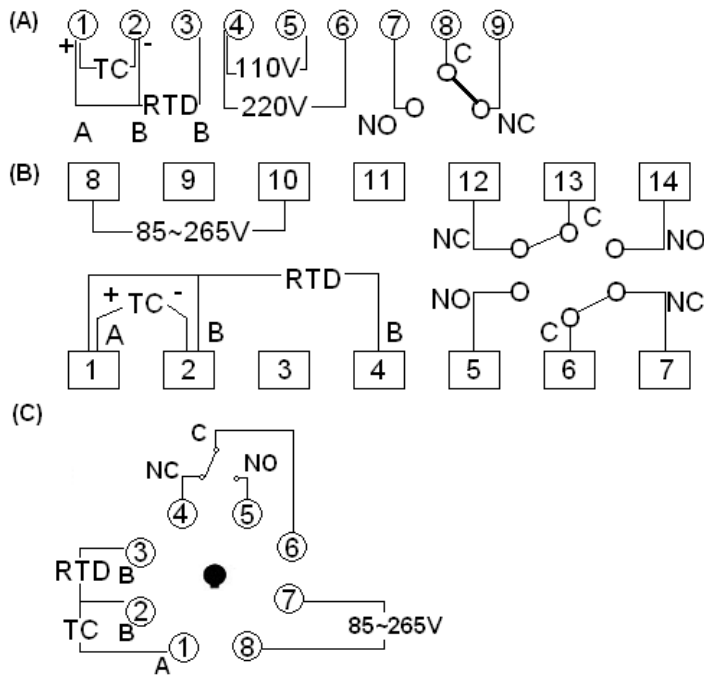 (A) 1 2 3 4 5 6 7 8 9
+ TC - 110V C
RTD 220V NO NC
A B B
(B) 8 9 10 11 12 13 14
85~265V NC C NO
RTD
+ TC - NO NC
A B B C
1 2 3 4 5 6 7
(C)
C
NC NO
4 5
3 6
RTD B
2 7
TC B 85~265V
1 8
A